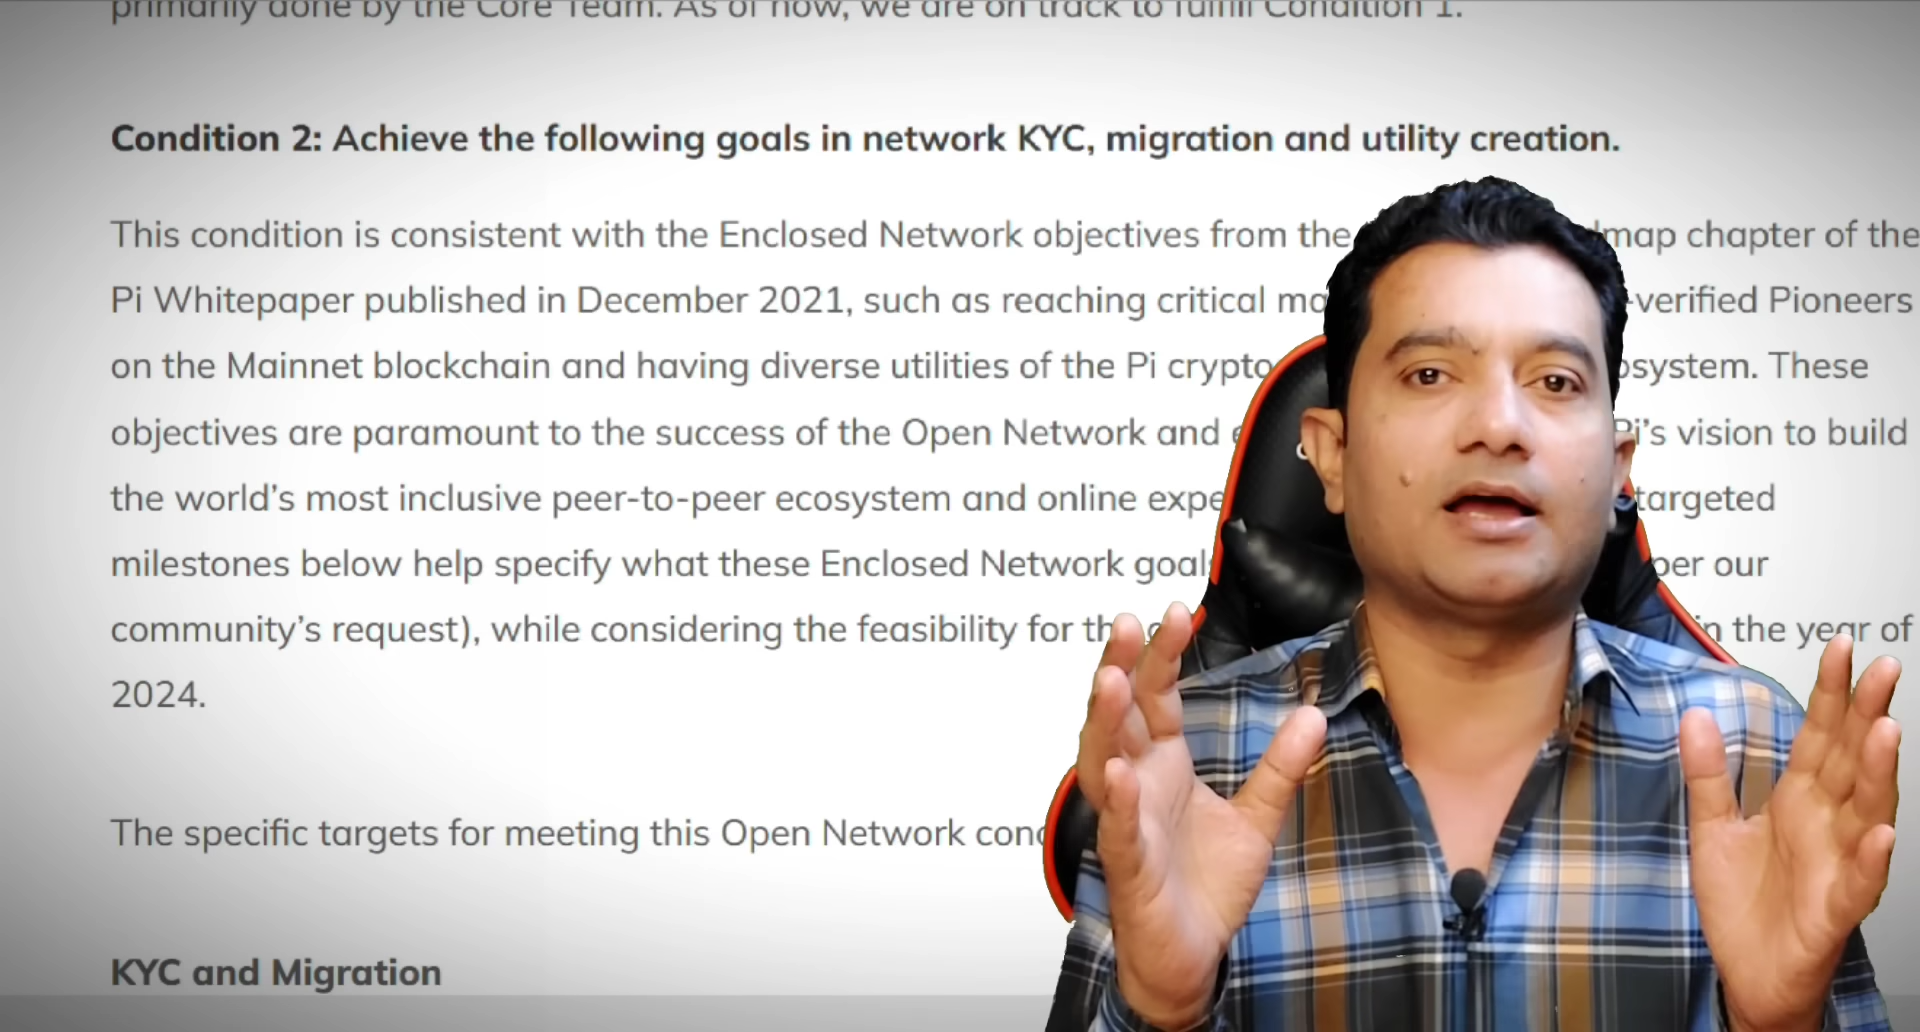 primarily done by the Core Team. As of now, we are on track to fulfill Condition 1.
Condition 2: Achieve the following goals in network KYC, migration and utility creation.
This condition is consistent with the Enclosed Network objectives from the map chapter of the
Pi Whitepaper published in December 2021, such as reaching critical -verified Pioneers
on the Mainnet blockchain and having diverse utilities of the Pi crypto osystem. These
objectives are paramount to the success of the Open Network and Pi's vision to build
the world's most inclusive peer-to-peer ecosystem and online targeted
milestones below help specify what these Enclosed Network per our
community's request), while considering the feasibility for in the year of
2024.
The specific targets for meeting this Open Network
KYC and Migration